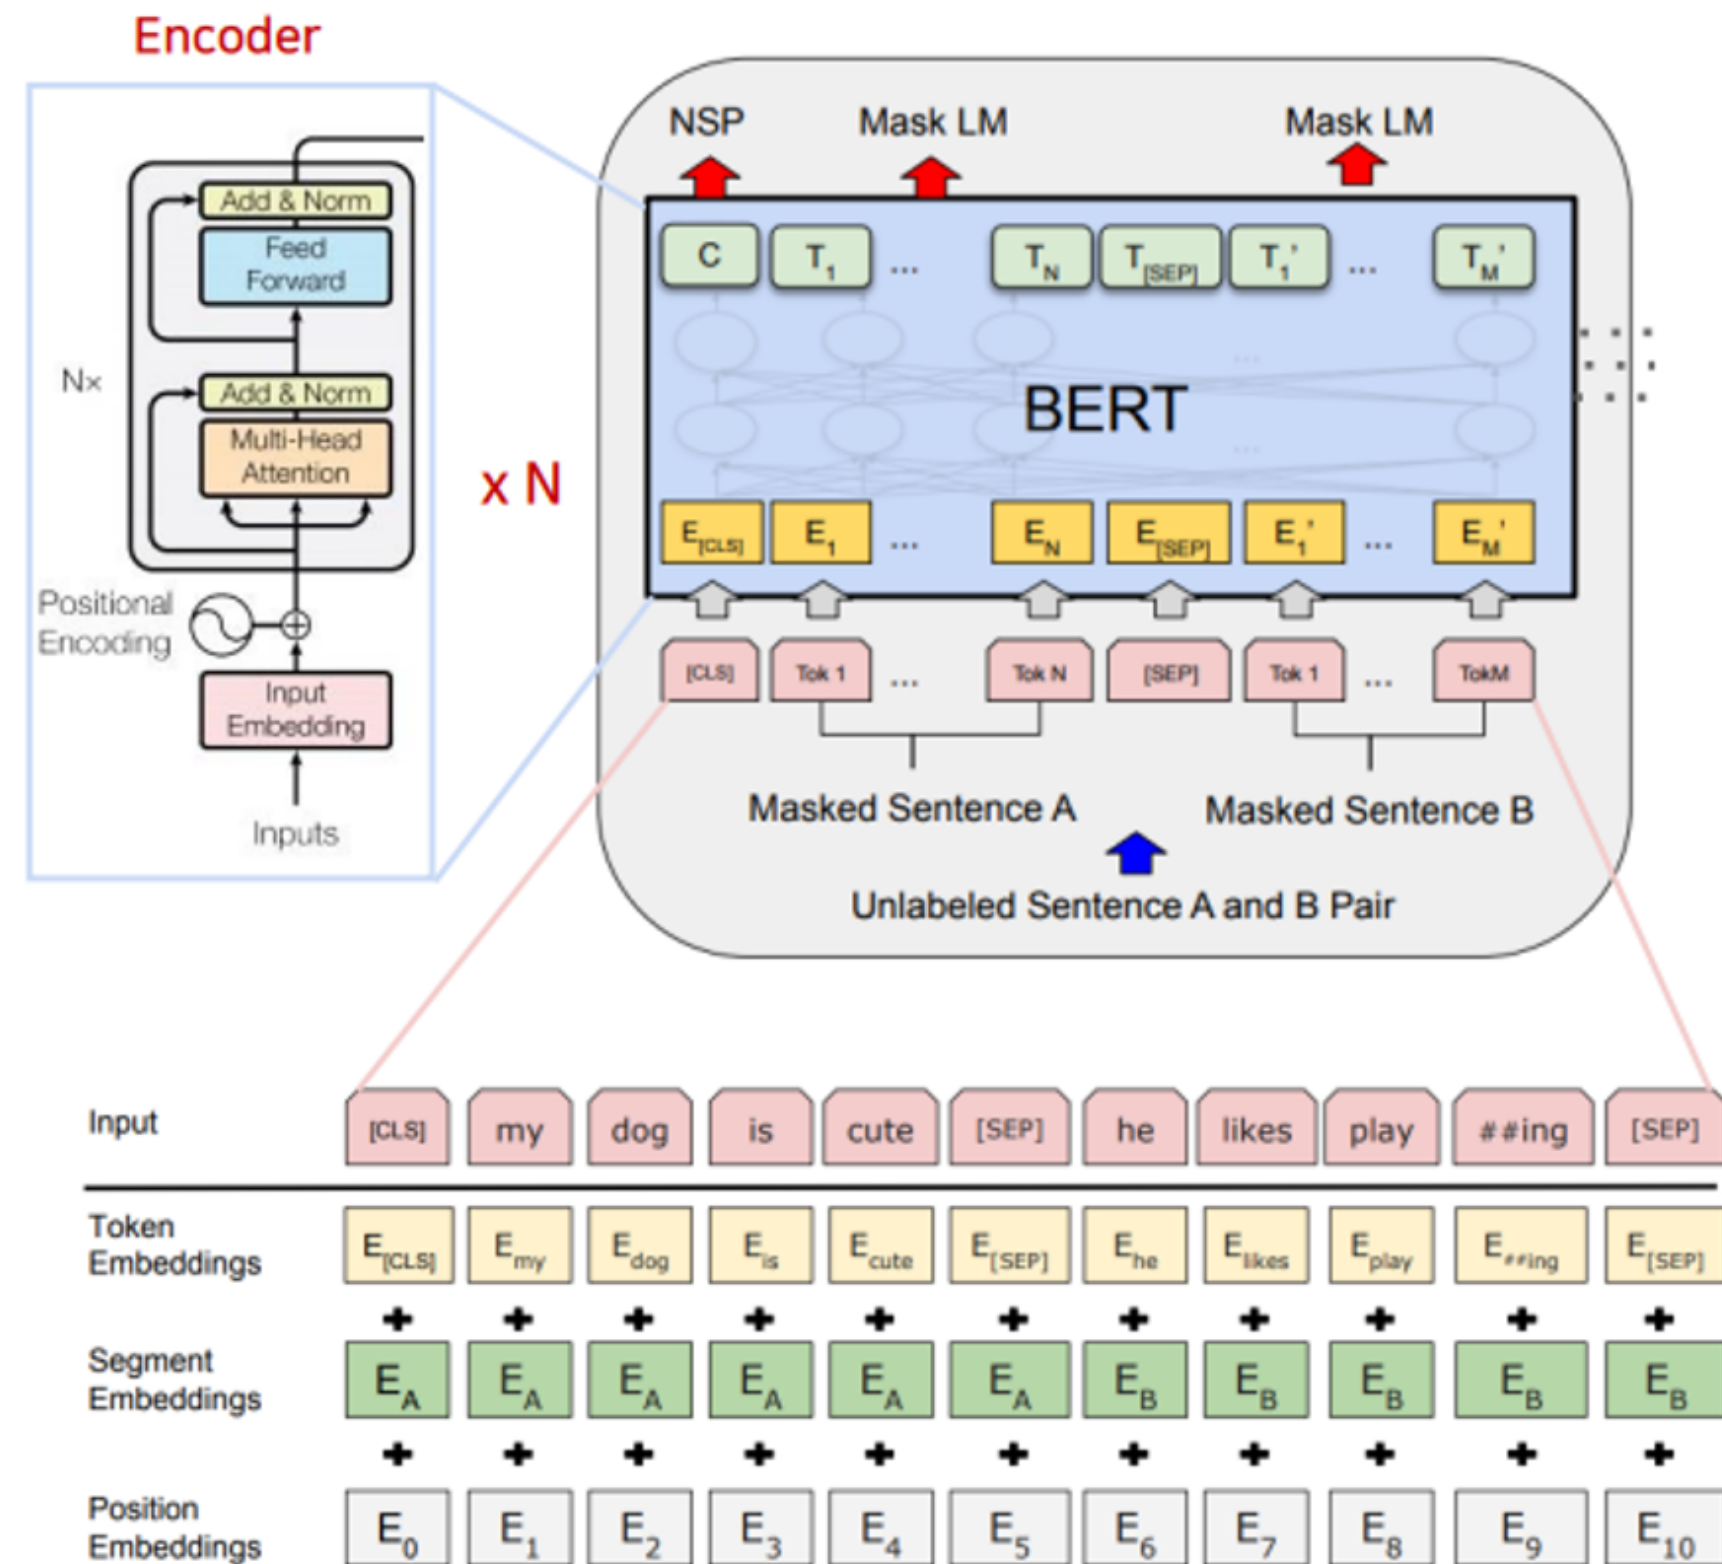 Encoder
Add & Norm
Feed
Forward
Nx
Add & Norm
Multi-Head
Attention
Positional
Encoding
Input
Embedding
Inputs
x N
NSP Mask LM Mask LM
C T1 ... TN T[SEP] T1' ... TM'
...
BERT
...
E[CLS] E1 ... EN E[SEP] E1' ... EM'
[CLS] Tok 1 ... Tok N [SEP] Tok 1 ... TokM
Masked Sentence A Masked Sentence B
Unlabeled Sentence A and B Pair
Input [CLS] my dog is cute [SEP] he likes play ##ing [SEP]
Token
Embeddings
E[CLS] Emy Edog Eis Ecute E[SEP] Ehe Elikes Eplay E##ing E[SEP]
+ + + + + + + + + + +
Segment
Embeddings
EA EA EA EA EA EA EB EB EB EB EB
+ + + + + + + + + + +
Position
Embeddings
E0 E1 E2 E3 E4 E5 E6 E7 E8 E9 E10